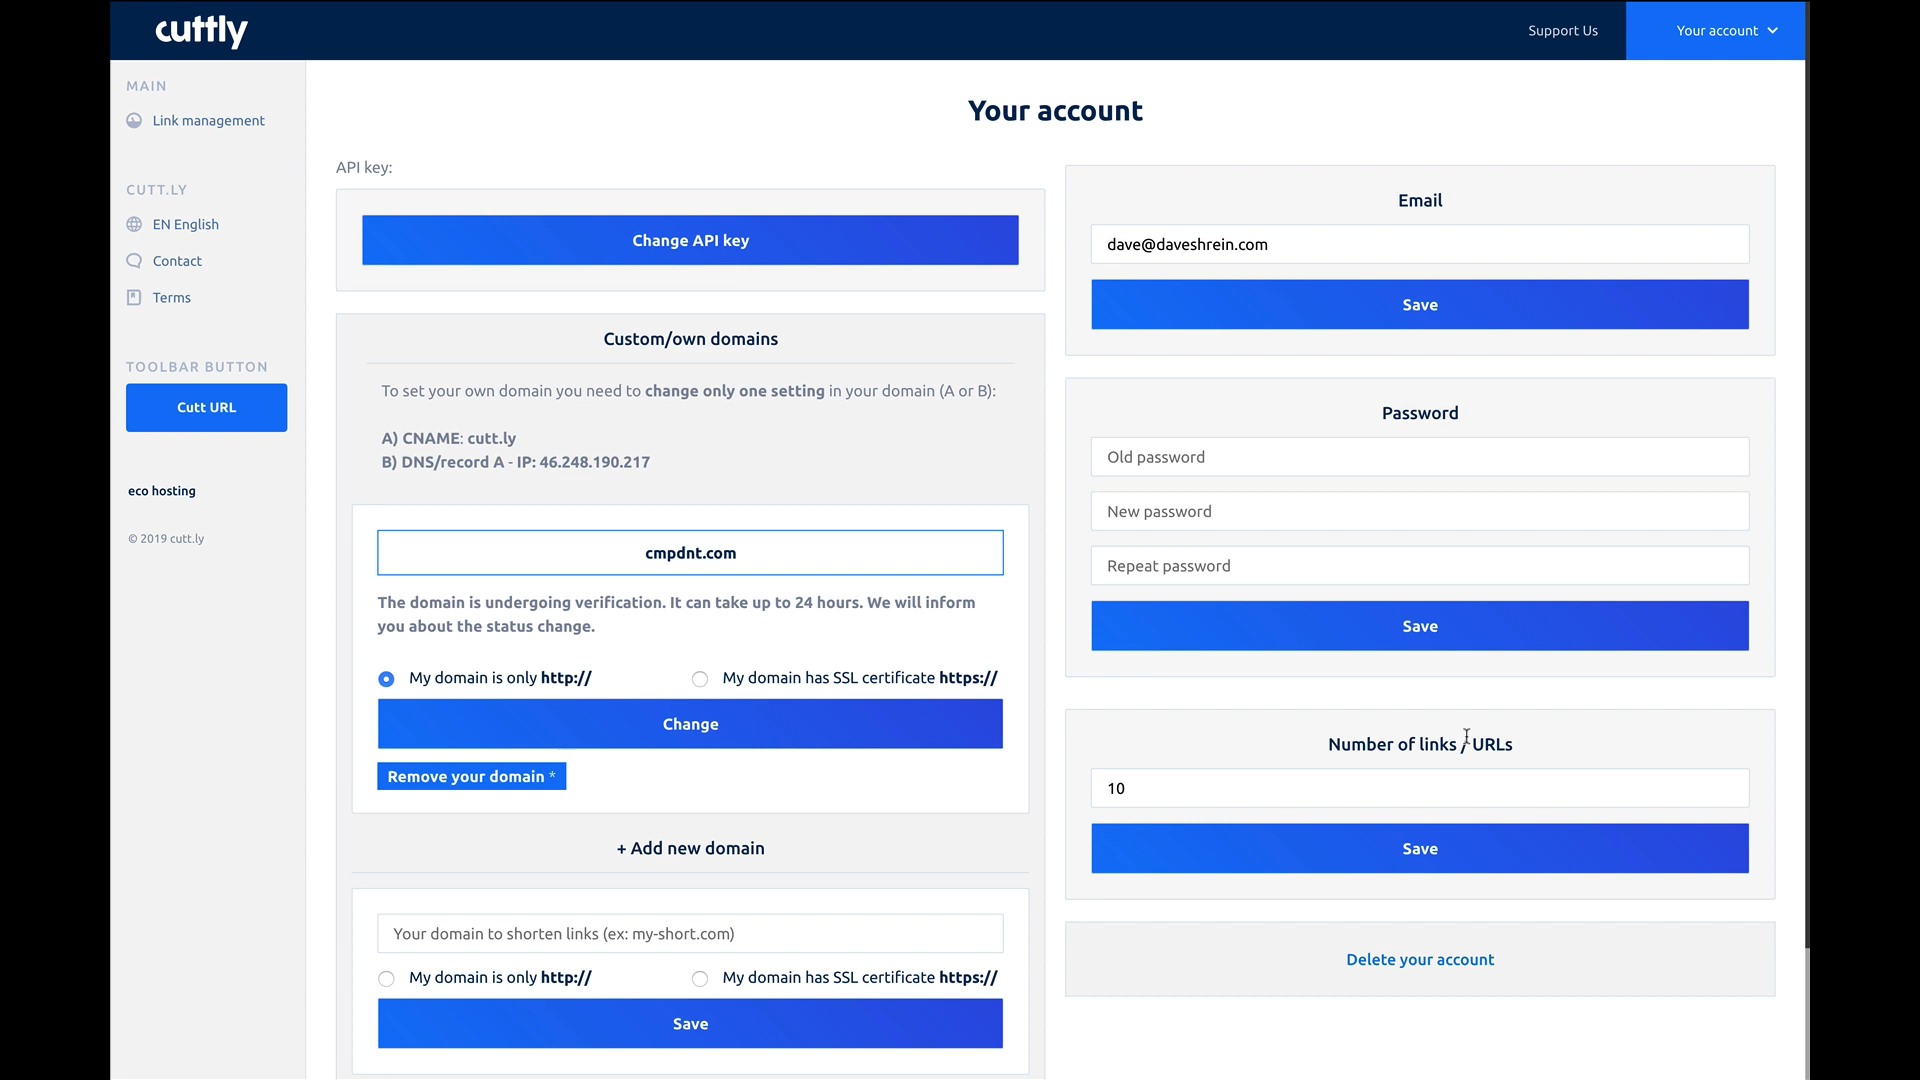 cuttly
Support Us
Your account
MAIN
Link management
CUTT.LY
EN English
Contact
Terms
TOOLBAR BUTTON
Cutt URL
eco hosting
© 2019 cutt.ly
Your account
API key:
Change API key
Custom/own domains
To set your own domain you need to change only one setting in your domain (A or B):
A) CNAME: cutt.ly
B) DNS/record A - IP: 46.248.190.217
cmpdnt.com
The domain is undergoing verification. It can take up to 24 hours. We will inform
you about the status change.
My domain is only http://
My domain has SSL certificate https://
Change
Remove your domain *
+ Add new domain
Your domain to shorten links (ex: my-short.com)
My domain is only http://
My domain has SSL certificate https://
Save
Email
dave@daveshrein.com
Save
Password
Old password
New password
Repeat password
Save
Number of links / URLs
10
Save
Delete your account